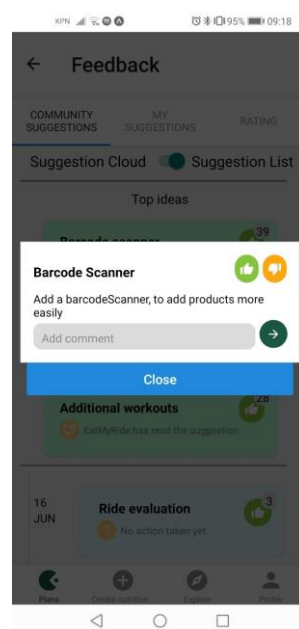 KPN 95% 09:18
Feedback
COMMUNITY SUGGESTIONS
MY SUGGESTIONS
RATING
Suggestion Cloud Suggestion List
Top ideas
39
Barcode scanner
Barcode Scanner
Add a barcodeScanner, to add products more
easily
Add comment
Close
28
Additional workouts
EatMyRide has read the suggestion
16
JUN
Ride evaluation
3
No action taken yet
Plans
Create nutrition...
Explore
Profile